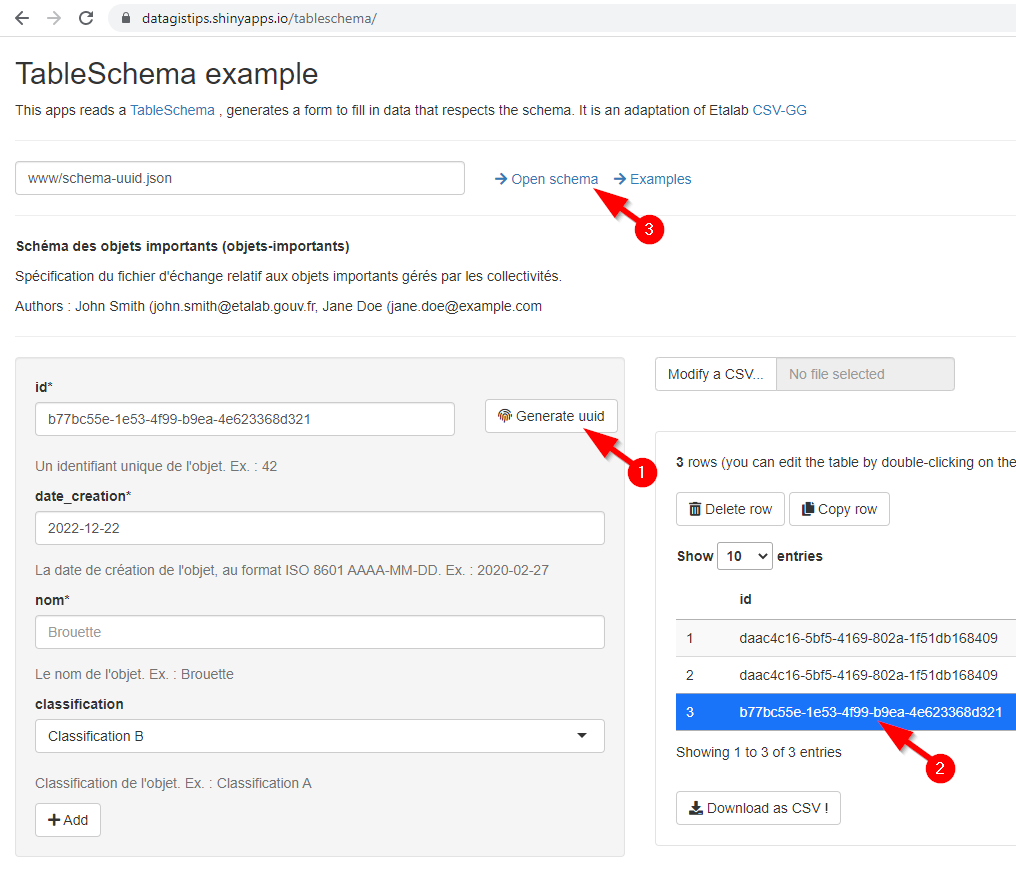 datagistips.shinyapps.io/tableschema/
TableSchema example
This apps reads a TableSchema , generates a form to fill in data that respects the schema. It is an adaptation of Etalab CSV-GG
www/schema-uuid.json
Open schema Examples
3
Schéma des objets importants (objets-importants)
Spécification du fichier d'échange relatif aux objets importants gérés par les collectivités.
Authors : John Smith (john.smith@etalab.gouv.fr, Jane Doe (jane.doe@example.com
id*
b77bc55e-1e53-4f99-b9ea-4e623368d321
Generate uuid
1
Un identifiant unique de l'objet. Ex. : 42
date_creation*
2022-12-22
La date de création de l'objet, au format ISO 8601 AAAA-MM-DD. Ex. : 2020-02-27
nom*
Brouette
Le nom de l'objet. Ex. : Brouette
classification
Classification B
Classification de l'objet. Ex. : Classification A
Add
Modify a CSV... No file selected
3 rows (you can edit the table by double-clicking on the
Delete row Copy row
Show 10 entries
id
1 daac4c16-5bf5-4169-802a-1f51db168409
2 daac4c16-5bf5-4169-802a-1f51db168409
3 b77bc55e-1e53-4f99-b9ea-4e623368d321
Showing 1 to 3 of 3 entries
2
Download as CSV !